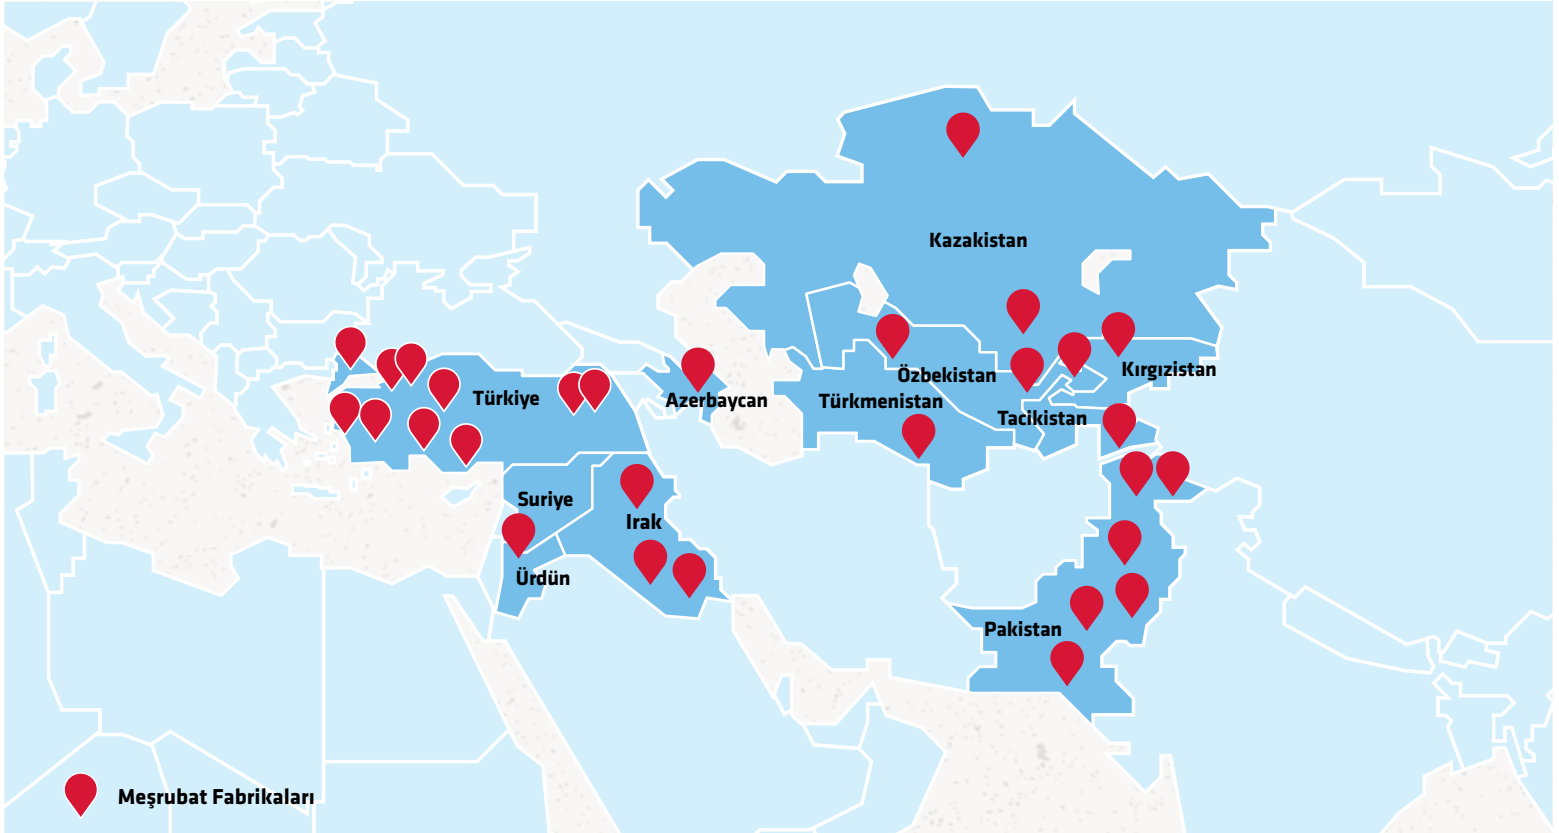 Kazakistan
Kırgızistan
Özbekistan
Türkiye
Azerbaycan
Türkmenistan
Tacikistan
Suriye
Irak
Ürdün
Pakistan
Meşrubat Fabrikaları